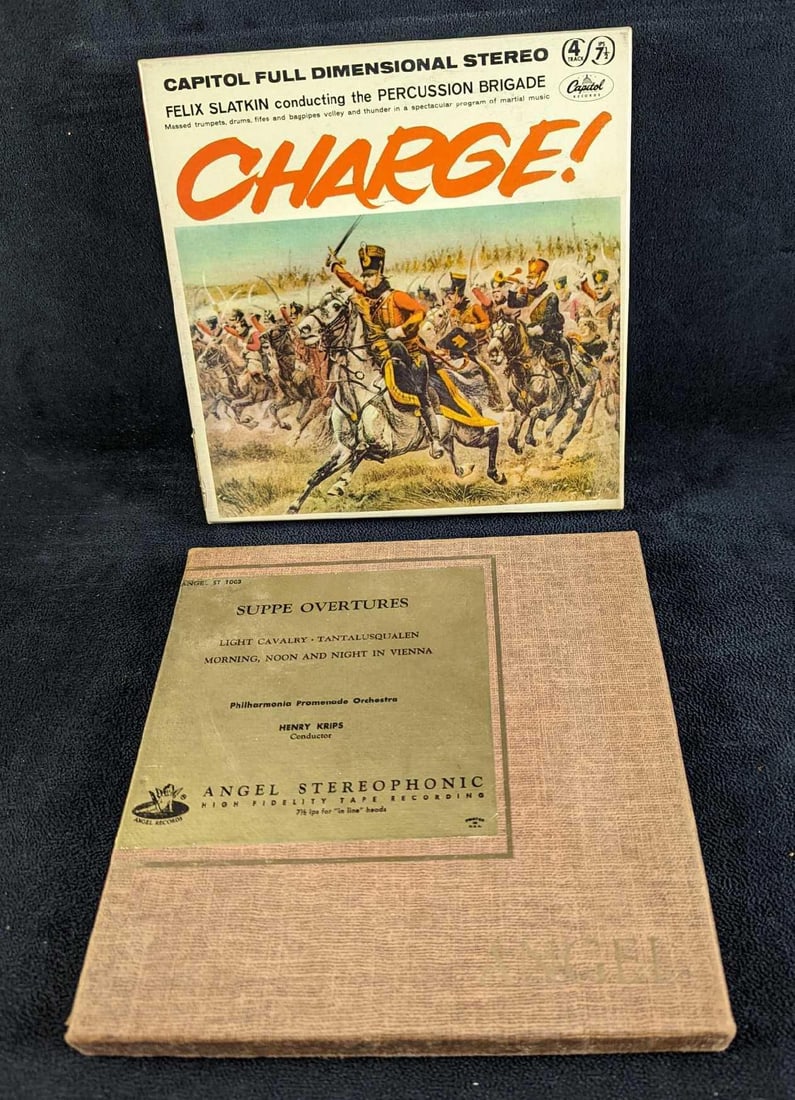 CAPITOL FULL DIMENSIONAL STEREO
4 TRACK 7½
FELIX SLATKIN conducting the PERCUSSION BRIGADE
Capitol
RECORDS
Massed trumpets, drums, fifes and bagpipes volley and thunder in a spectacular program of martial music
CHARGE!
ANGEL ST 1003
SUPPE OVERTURES
LIGHT CAVALRY · TANTALUSQUALEN
MORNING, NOON AND NIGHT IN VIENNA
Philharmonia Promenade Orchestra
HENRY KRIPS
Conductor
ANGEL STEREOPHONIC
HIGH FIDELITY TAPE RECORDING
7½ ips for "in line" heads
ANGEL RECORDS
PRINTED IN U.S.A.
ANGEL